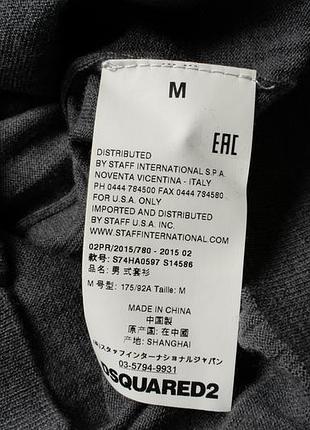 M
EAC
DISTRIBUTED
BY STAFF INTERNATIONAL S.P.A.
NOVENTA VICENTINA - ITALY
PH 0444 784500 FAX 0444 734580
FOR U.S.A. ONLY
IMPORTED AND DISTRIBUTED
BY STAFF U.S.A. INC.
WWW.STAFFINTERNATIONAL.COM
02PR/2015/780 - 2015 02
款号: S74HA0597 S14586
品名: 男式套衫
M 号型: 175/92A Taille: M
MADE IN CHINA
中国製
原產在: 中國
产地: SHANGHAI
(株)スタッフインターナショナルジャパン
03-5794-9931
DSQUARED2